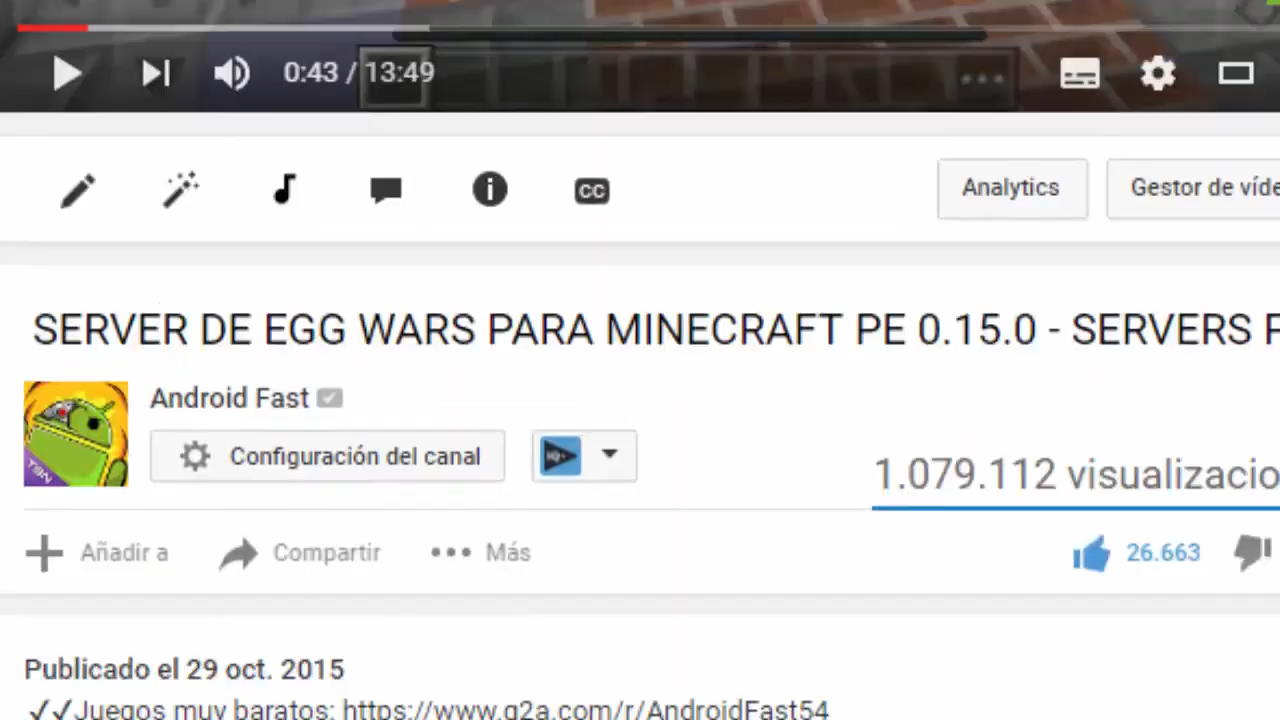 0:43 / 13:49
CC
Analytics
Gestor de víde
SERVER DE EGG WARS PARA MINECRAFT PE 0.15.0 - SERVERS P
Android Fast
TGN
Configuración del canal
1.079.112 visualizacio
Añadir a
Compartir
Más
26.663
Publicado el 29 oct. 2015
✓✓Juegos muy baratos: https://www.g2a.com/r/AndroidFast54